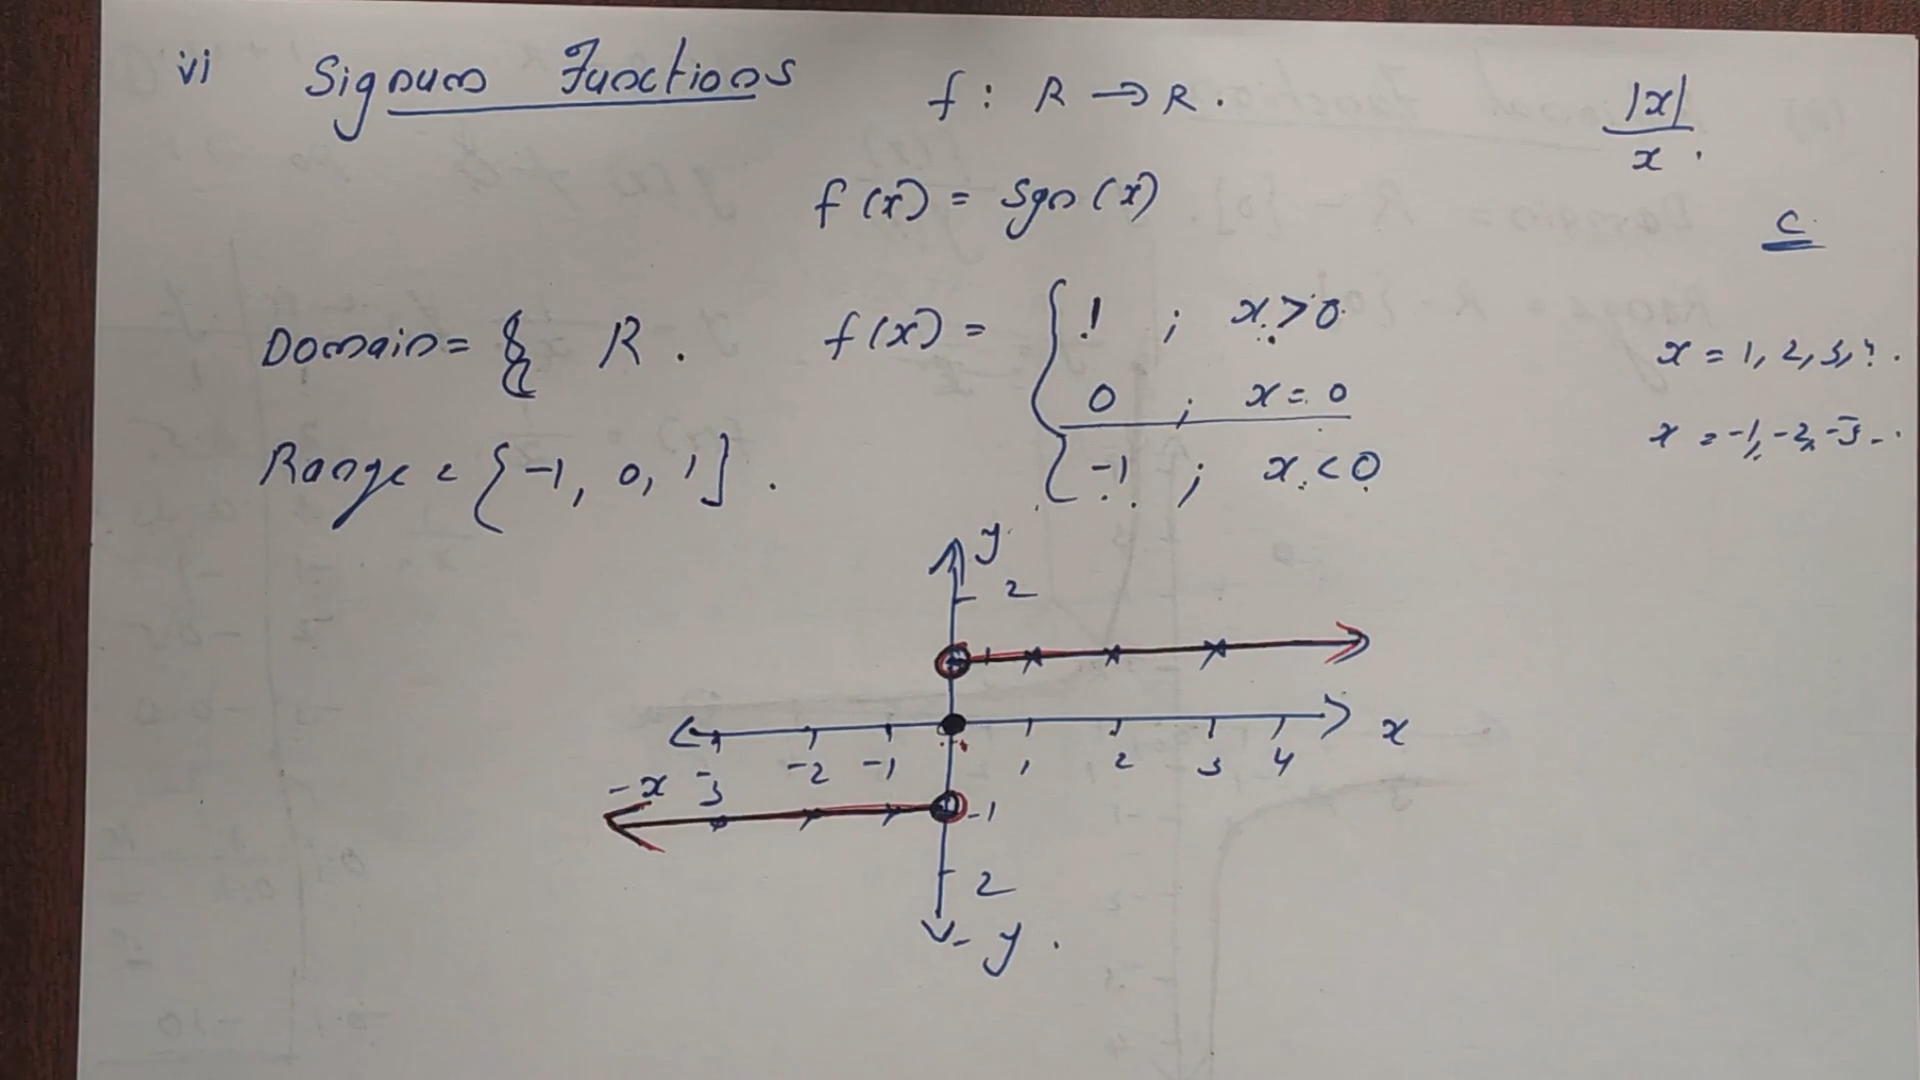 vi Signum Functions f : R → R . |x|/x .
f(x) = Sgn(x)
c
Domain = R . f(x) = { 1 ; x > 0
x = 1, 2, 3, .
0 ; x = 0
Range = {-1, 0, 1} . { -1 ; x < 0
x = -1, -2, -3 ..
y
2
1
x
-3 -2 -1 1 2 3 4
-x
-1
2
-y .